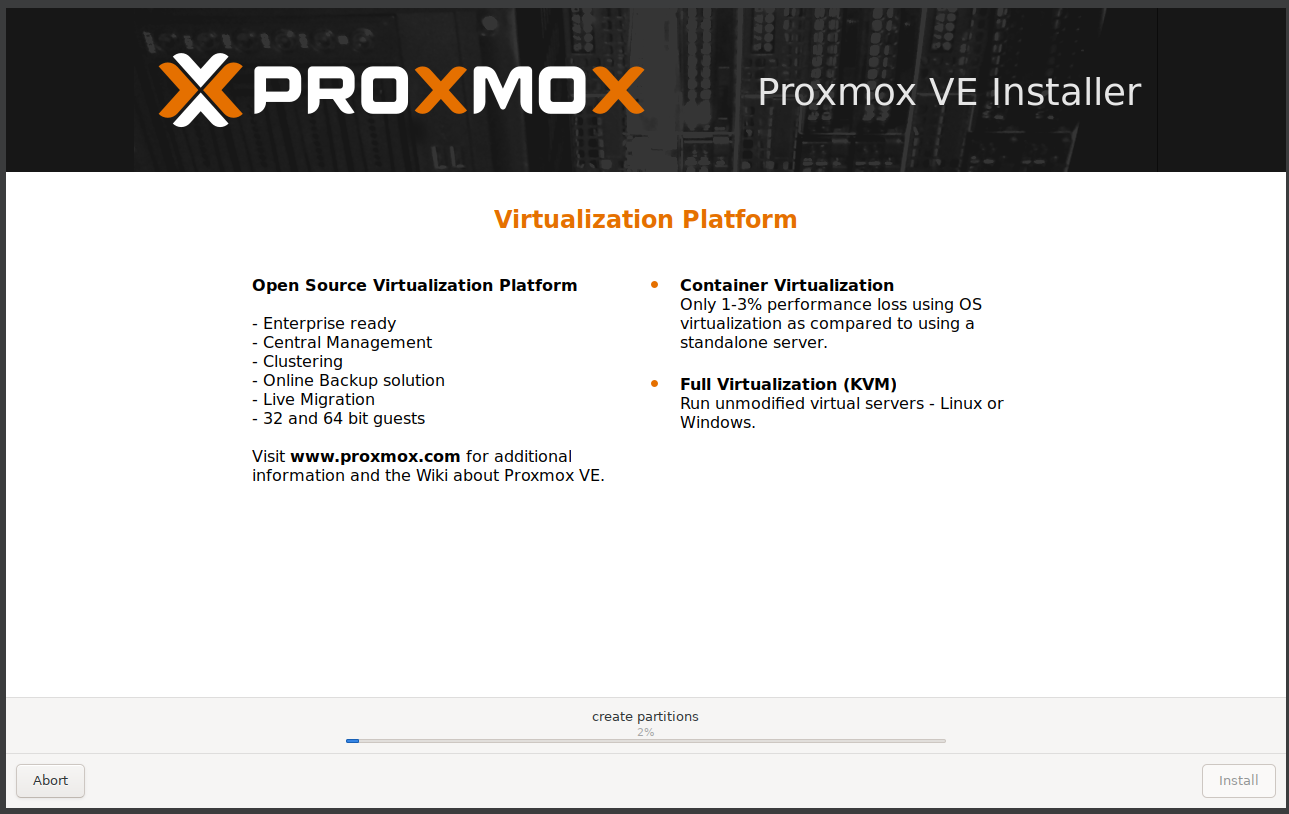 PROXMOX
Proxmox VE Installer
Virtualization Platform
Open Source Virtualization Platform
- Enterprise ready
- Central Management
- Clustering
- Online Backup solution
- Live Migration
- 32 and 64 bit guests
Visit www.proxmox.com for additional
information and the Wiki about Proxmox VE.
Container Virtualization
Only 1-3% performance loss using OS
virtualization as compared to using a
standalone server.
Full Virtualization (KVM)
Run unmodified virtual servers - Linux or
Windows.
create partitions
2%
Abort
Install